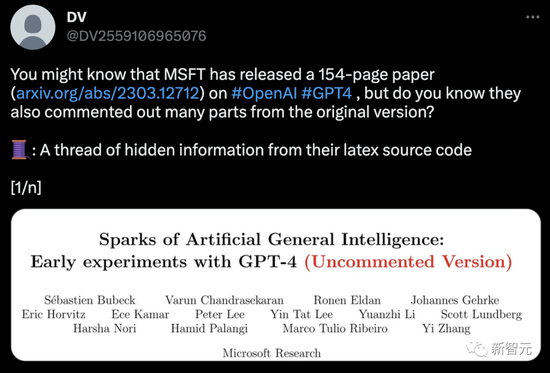 DV
@DV2559106965076
You might know that MSFT has released a 154-page paper
(arxiv.org/abs/2303.12712) on #OpenAI #GPT4 , but do you know they
also commented out many parts from the original version?
🧵 : A thread of hidden information from their latex source code
[1/n]
Sparks of Artificial General Intelligence:
Early experiments with GPT-4 (Uncommented Version)
Sébastien Bubeck Varun Chandrasekaran Ronen Eldan Johannes Gehrke
Eric Horvitz Ece Kamar Peter Lee Yin Tat Lee Yuanzhi Li Scott Lundberg
Harsha Nori Hamid Palangi Marco Tulio Ribeiro Yi Zhang
Microsoft Research
新智元